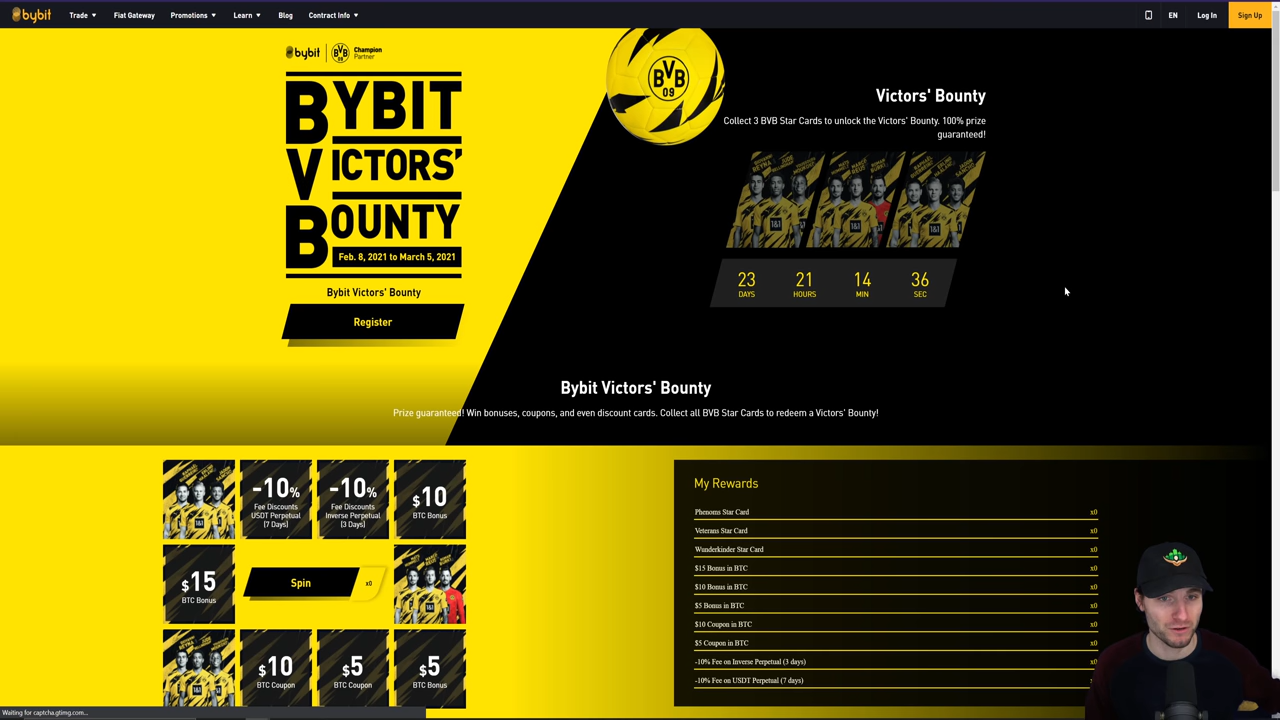 bybit
Trade
Fiat Gateway
Promotions
Learn
Blog
Contract Info
EN
Log In
Sign Up
bybit
BVB
09
Champion
Partner
BYBIT
VICTORS'
BOUNTY
Feb. 8, 2021 to March 5, 2021
Bybit Victors' Bounty
Register
BVB
09
Victors' Bounty
Collect 3 BVB Star Cards to unlock the Victors' Bounty. 100% prize
guaranteed!
23
DAYS
21
HOURS
14
MIN
36
SEC
Bybit Victors' Bounty
Prize guaranteed! Win bonuses, coupons, and even discount cards. Collect all BVB Star Cards to redeem a Victors' Bounty!
-10%
Fee Discounts
USDT Perpetual
(7 Days)
-10%
Fee Discounts
Inverse Perpetual
(3 Days)
$10
BTC Bonus
$15
BTC Bonus
Spin
x0
$10
BTC Coupon
$5
BTC Coupon
$5
BTC Bonus
My Rewards
Phenoms Star Card x0
Veterans Star Card x0
Wunderkinder Star Card x0
$15 Bonus in BTC x0
$10 Bonus in BTC x0
$5 Bonus in BTC x0
$10 Coupon in BTC x0
$5 Coupon in BTC x0
-10% Fee on Inverse Perpetual (3 days) x0
-10% Fee on USDT Perpetual (7 days)
Waiting for captcha.gtimg.com...